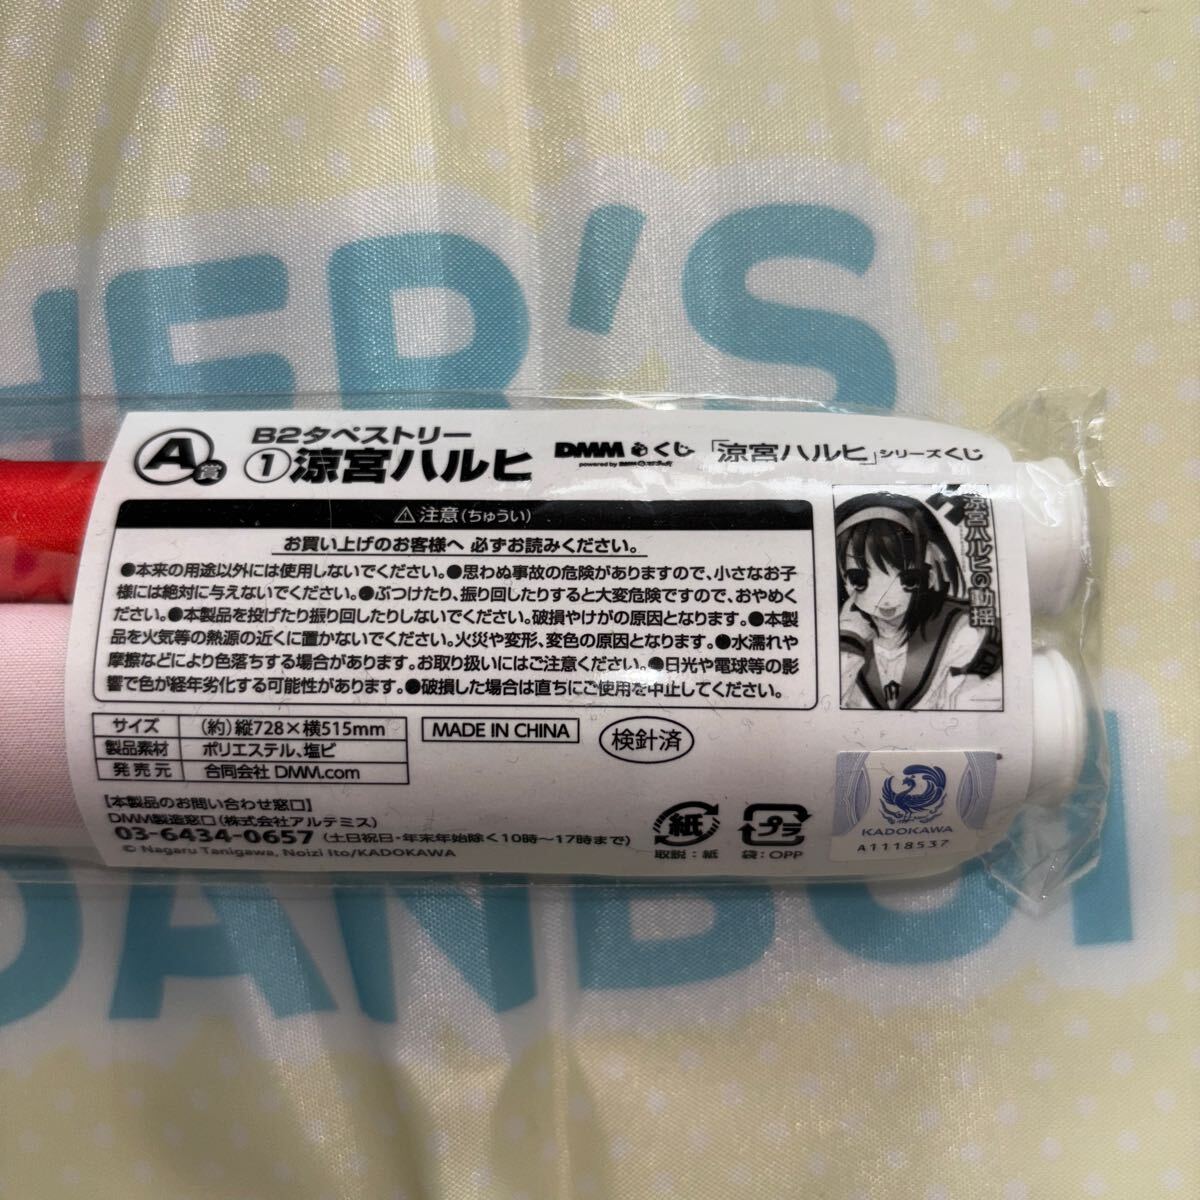 HER'S
A賞
B2タペストリー
①涼宮ハルヒ
DMMくじ
「涼宮ハルヒ」シリーズくじ
powered by
⚠注意(ちゅうい)
お買い上げのお客様へ 必ずお読みください。
●本来の用途以外には使用しないでください。●思わぬ事故の危険がありますので、小さなお子
様には絶対に与えないでください。●ぶつけたり、振り回したりすると大変危険ですので、おやめく
ださい。●本製品を投げたり振り回したりしないでください。破損やけがの原因となります。●本製
品を火気等の熱源の近くに置かないでください。火災や変形、変色の原因となります。●水濡れや
摩擦などにより色落ちする場合があります。お取り扱いにはご注意ください。●日光や電球等の影
響で色が経年劣化する可能性があります。●破損した場合は直ちにご使用を中止してください。
涼宮ハルヒの動揺
サイズ (約)縦728×横515mm
製品素材 ポリエステル、塩ビ
発売元 合同会社 DMM.com
MADE IN CHINA
検針済
【本製品のお問い合わせ窓口】
DMM製造窓口(株式会社アルテミス)
03-6434-0657 (土日祝日・年末年始除く10時〜17時まで)
© Nagaru Tanigawa, Noizi Ito/KADOKAWA
紙
取説：紙
プラ
袋：OPP
KADOKAWA
A1118537
DANBO